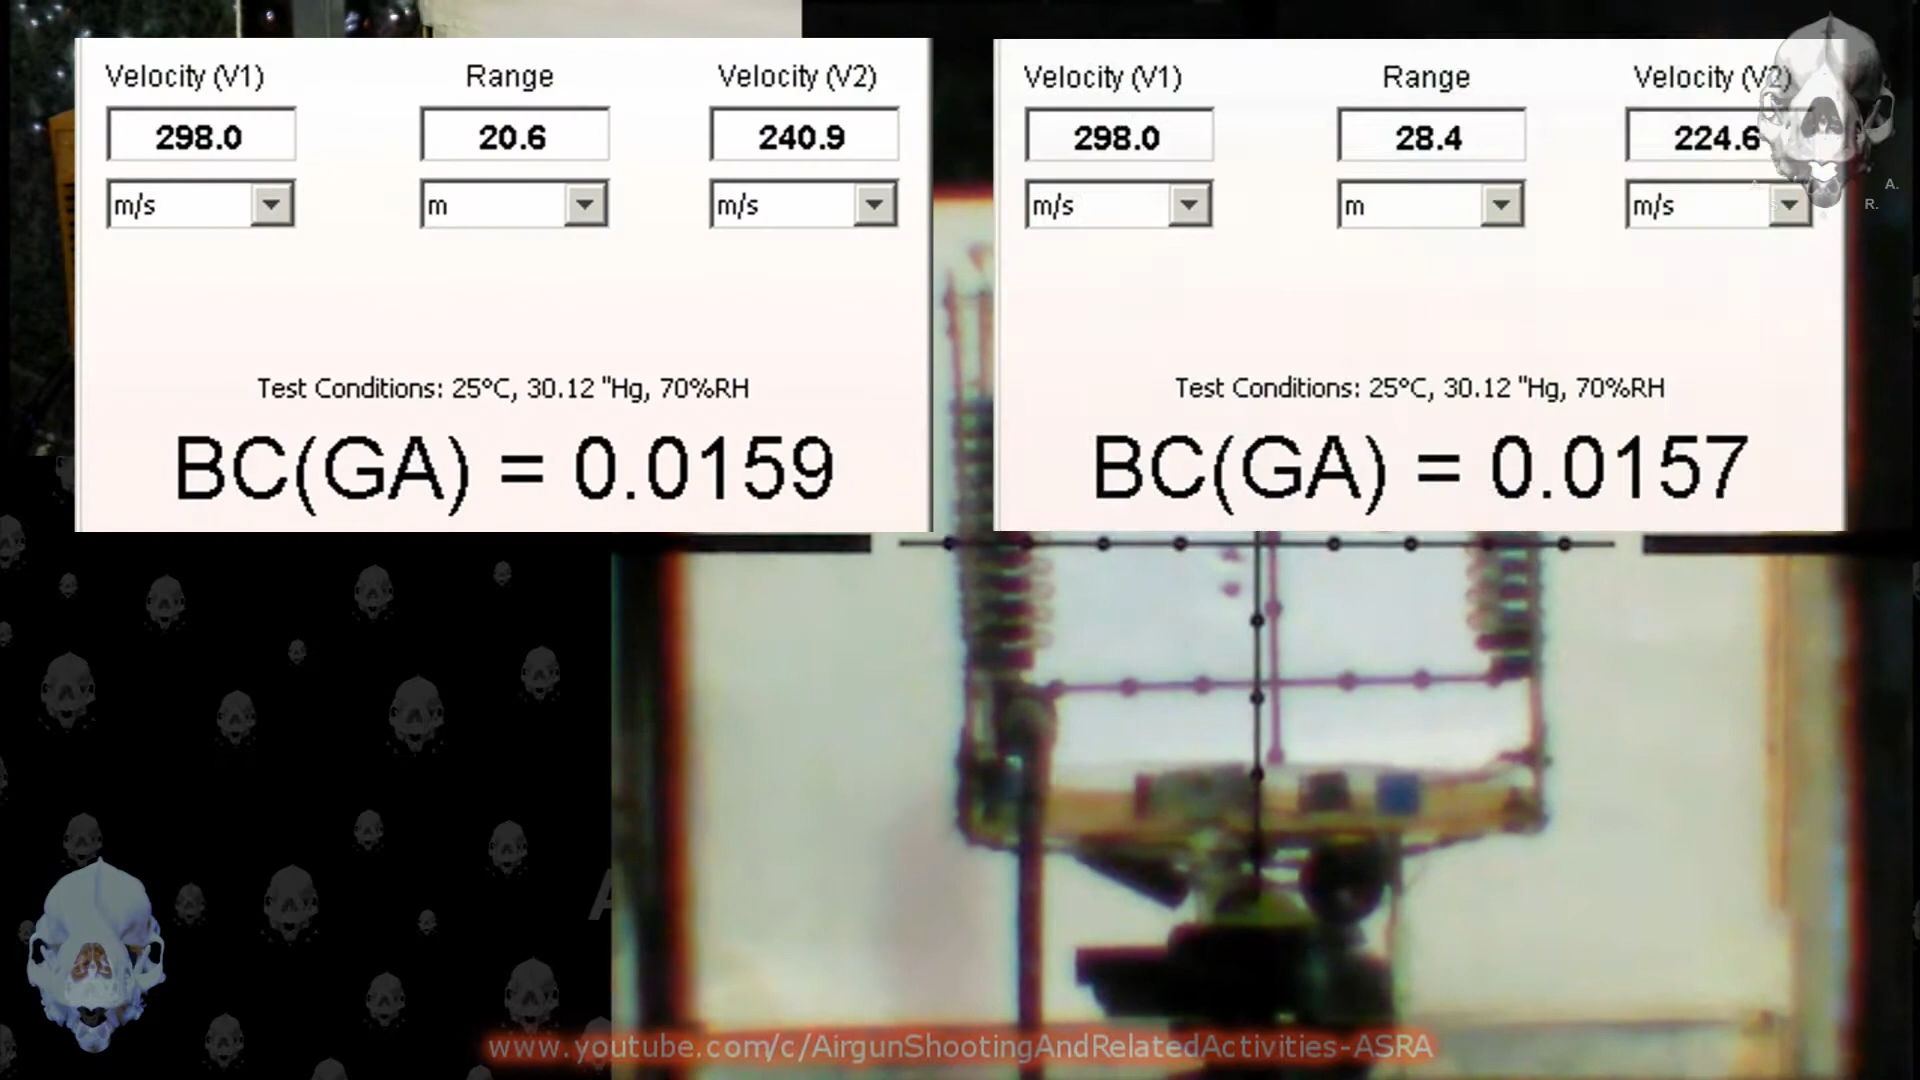 Velocity (V1) Range Velocity (V2)
298.0 20.6 240.9
m/s m m/s
Test Conditions: 25°C, 30.12 "Hg, 70%RH
BC(GA) = 0.0159
Velocity (V1) Range Velocity (V2)
298.0 28.4 224.6
m/s m m/s
Test Conditions: 25°C, 30.12 "Hg, 70%RH
BC(GA) = 0.0157
A.
R.
www.youtube.com/c/AirgunShootingAndRelatedActivities-ASRA